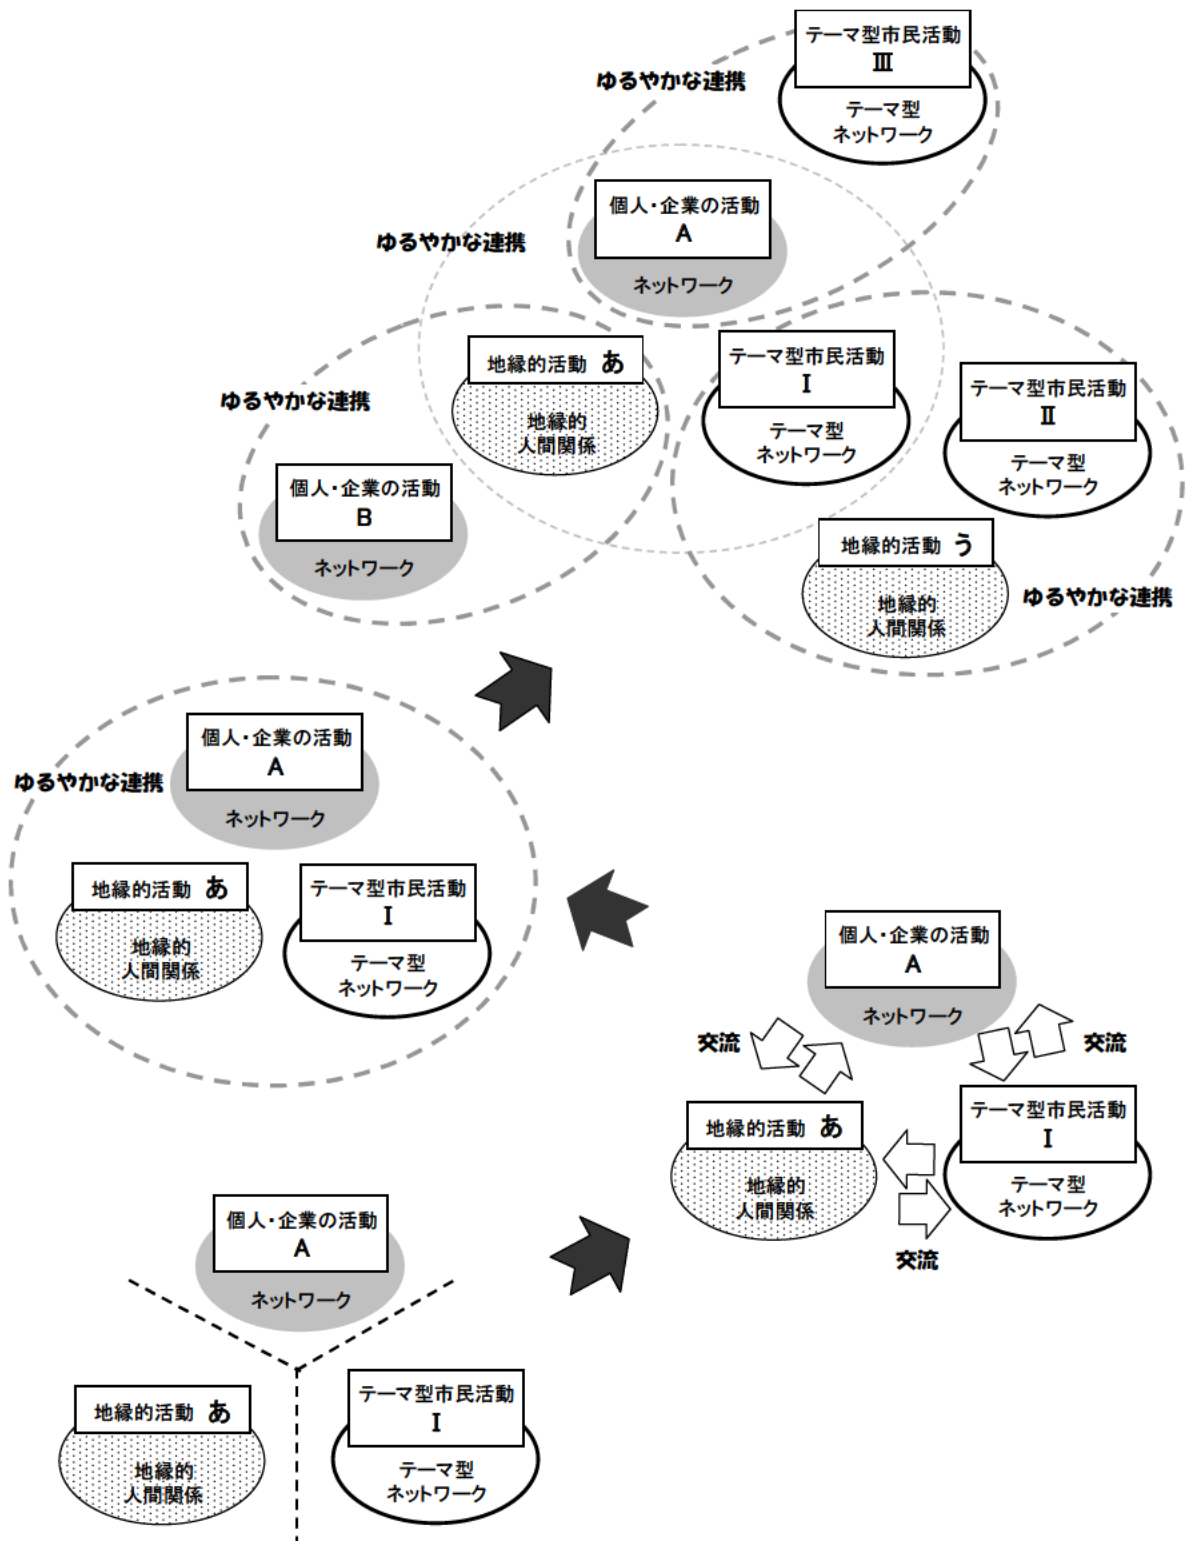 テーマ型市民活動
Ⅲ
テーマ型
ネットワーク
ゆるやかな連携
個人・企業の活動
A
ネットワーク
ゆるやかな連携
地縁的活動 あ
地縁的
人間関係
テーマ型市民活動
Ⅰ
テーマ型
ネットワーク
テーマ型市民活動
Ⅱ
テーマ型
ネットワーク
ゆるやかな連携
個人・企業の活動
B
ネットワーク
地縁的活動 う
地縁的
人間関係
ゆるやかな連携
個人・企業の活動
A
ネットワーク
ゆるやかな連携
地縁的活動 あ
地縁的
人間関係
テーマ型市民活動
Ⅰ
テーマ型
ネットワーク
個人・企業の活動
A
ネットワーク
交流
交流
地縁的活動 あ
地縁的
人間関係
テーマ型市民活動
Ⅰ
テーマ型
ネットワーク
交流
個人・企業の活動
A
ネットワーク
地縁的活動 あ
地縁的
人間関係
テーマ型市民活動
Ⅰ
テーマ型
ネットワーク